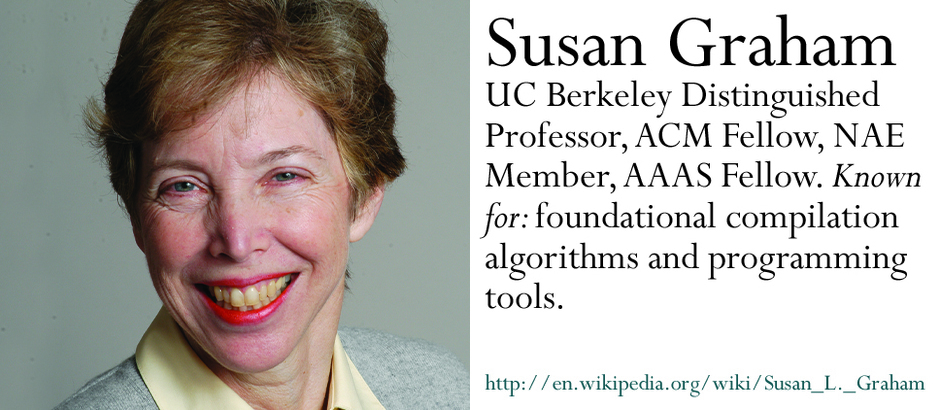 Susan Graham
UC Berkeley Distinguished
Professor, ACM Fellow, NAE
Member, AAAS Fellow. Known
for: foundational compilation
algorithms and programming
tools.
http://en.wikipedia.org/wiki/Susan_L._Graham